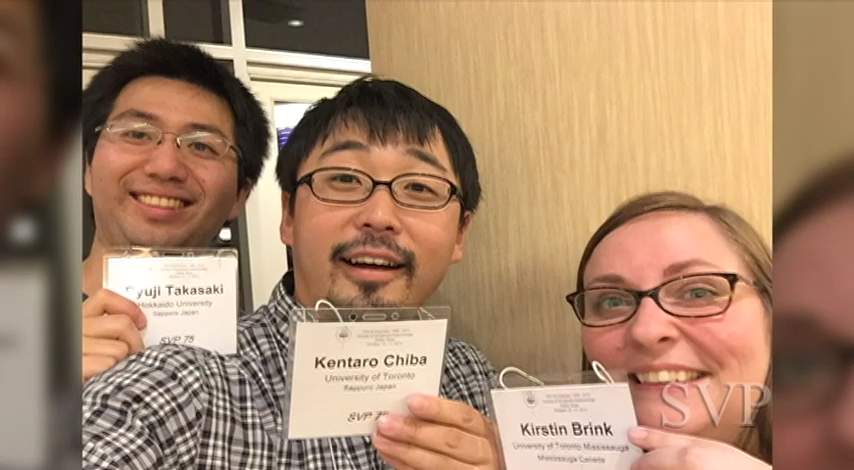 Ryuji Takasaki
Hokkaido University
Sapporo Japan
SVP 75
Kentaro Chiba
University of Toronto
Sapporo Japan
SVP 75
Kirstin Brink
University of Toronto Mississauga
Mississauga Canada
SVP